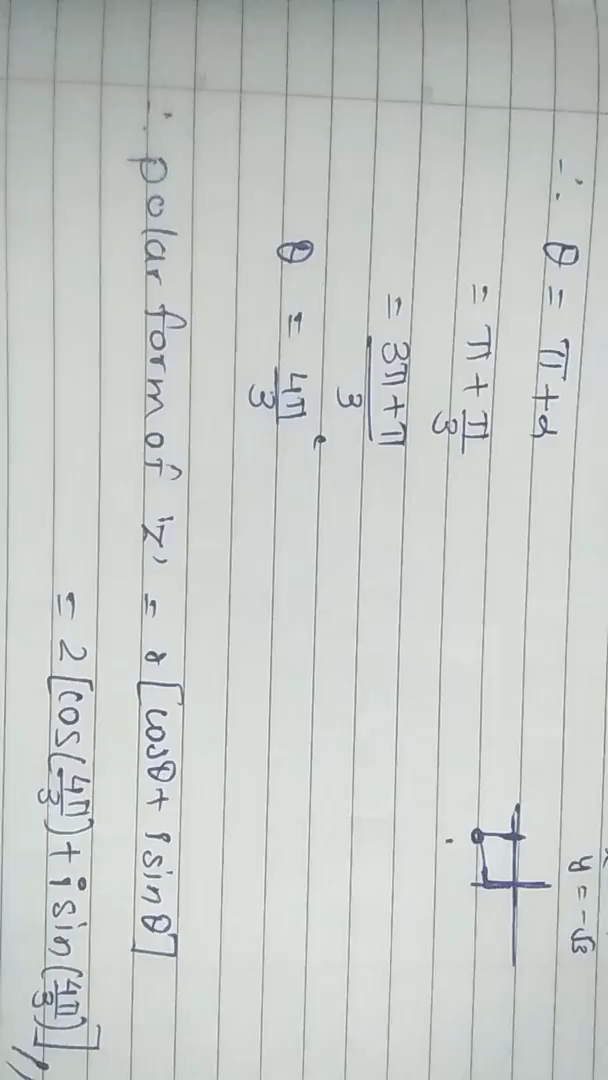 y = -√3
∴ θ = π + α
= π + π/3
= 3π + π/3
θ = 4π/3
∴ polar form of 'z' = r [cosθ + i sinθ]
= 2 [cos(4π/3) + i sin(4π/3)]//